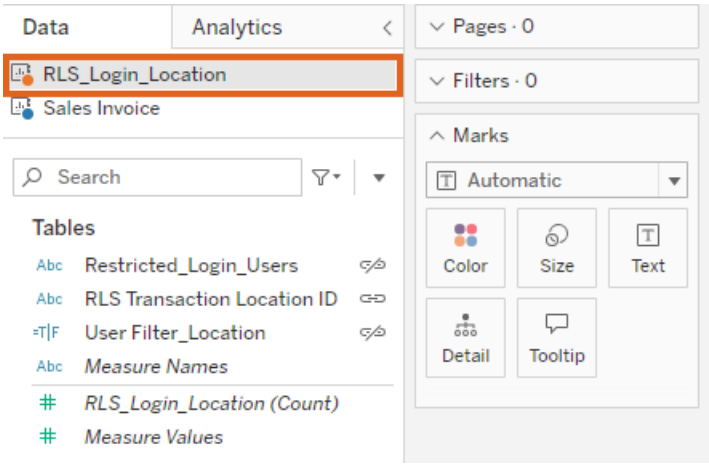 Data
Analytics
RLS_Login_Location
Sales Invoice
Search
Tables
Abc Restricted_Login_Users
Abc RLS Transaction Location ID
=T|F User Filter_Location
Abc Measure Names
# RLS_Login_Location (Count)
# Measure Values
Pages · 0
Filters · 0
Marks
T Automatic
Color
Size
T
Text
Detail
Tooltip